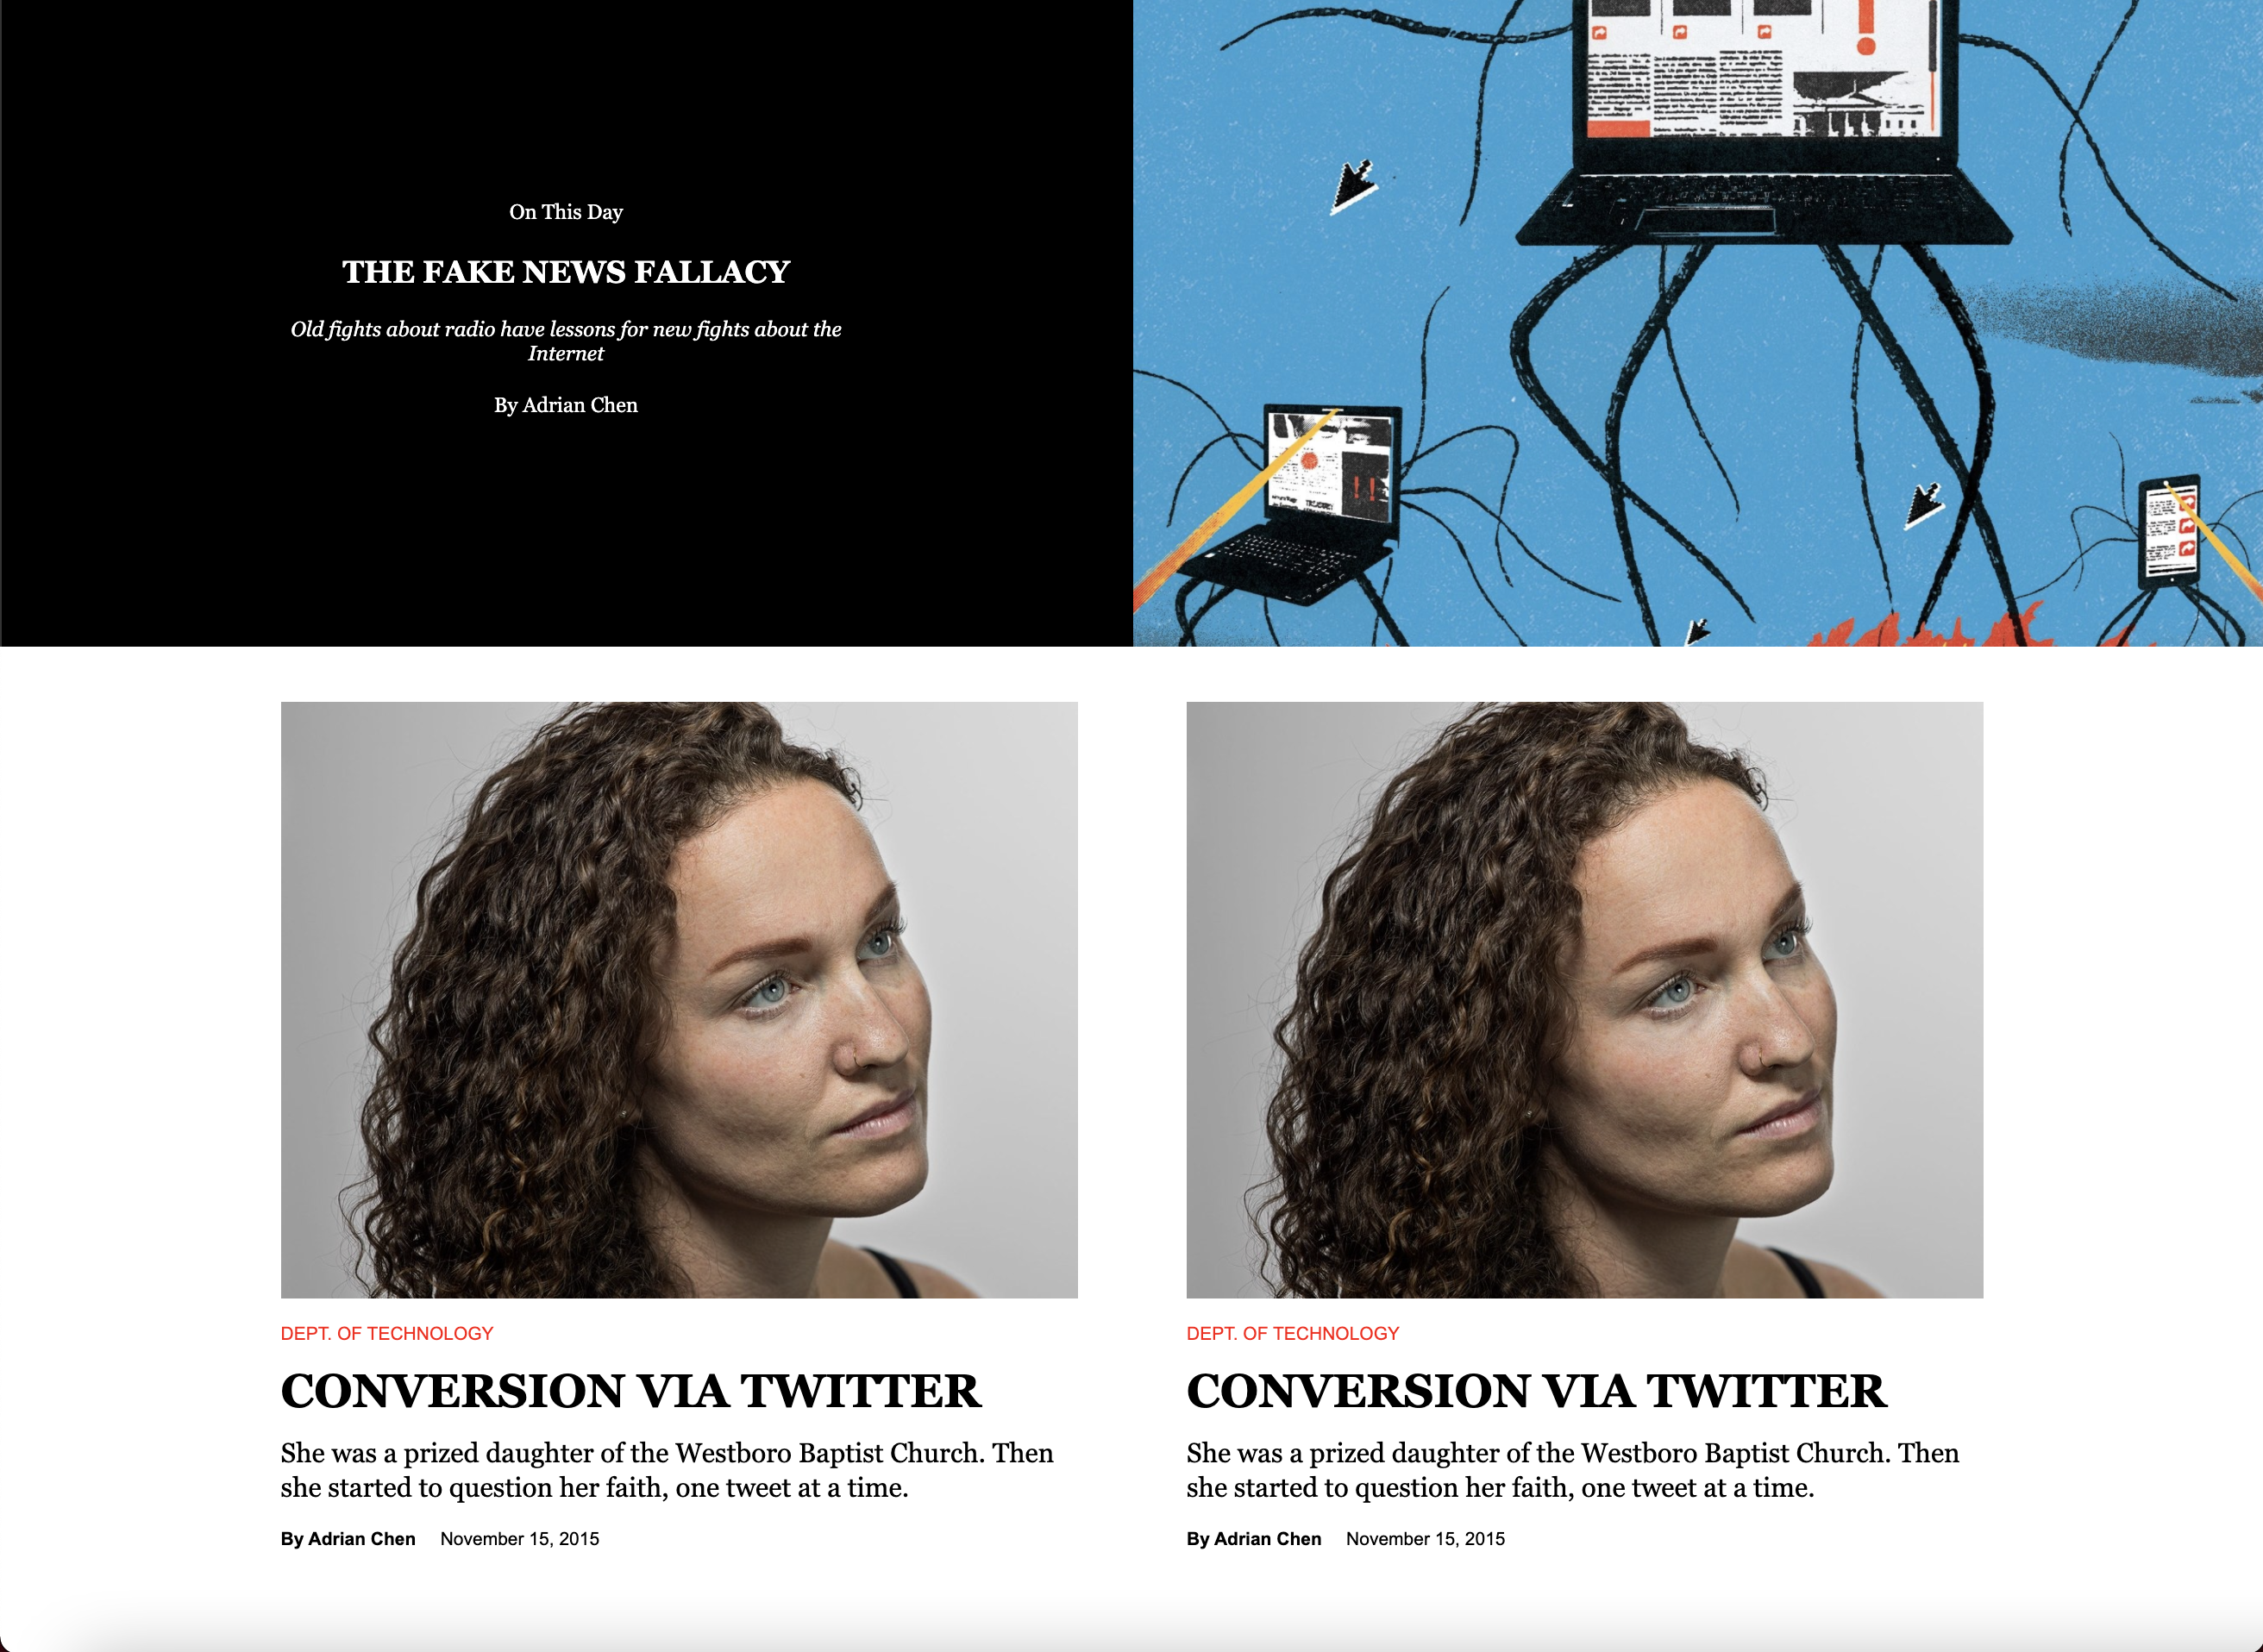 On This Day
THE FAKE NEWS FALLACY
Old fights about radio have lessons for new fights about the
Internet
By Adrian Chen
DEPT. OF TECHNOLOGY
CONVERSION VIA TWITTER
She was a prized daughter of the Westboro Baptist Church. Then
she started to question her faith, one tweet at a time.
By Adrian Chen November 15, 2015
DEPT. OF TECHNOLOGY
CONVERSION VIA TWITTER
She was a prized daughter of the Westboro Baptist Church. Then
she started to question her faith, one tweet at a time.
By Adrian Chen November 15, 2015